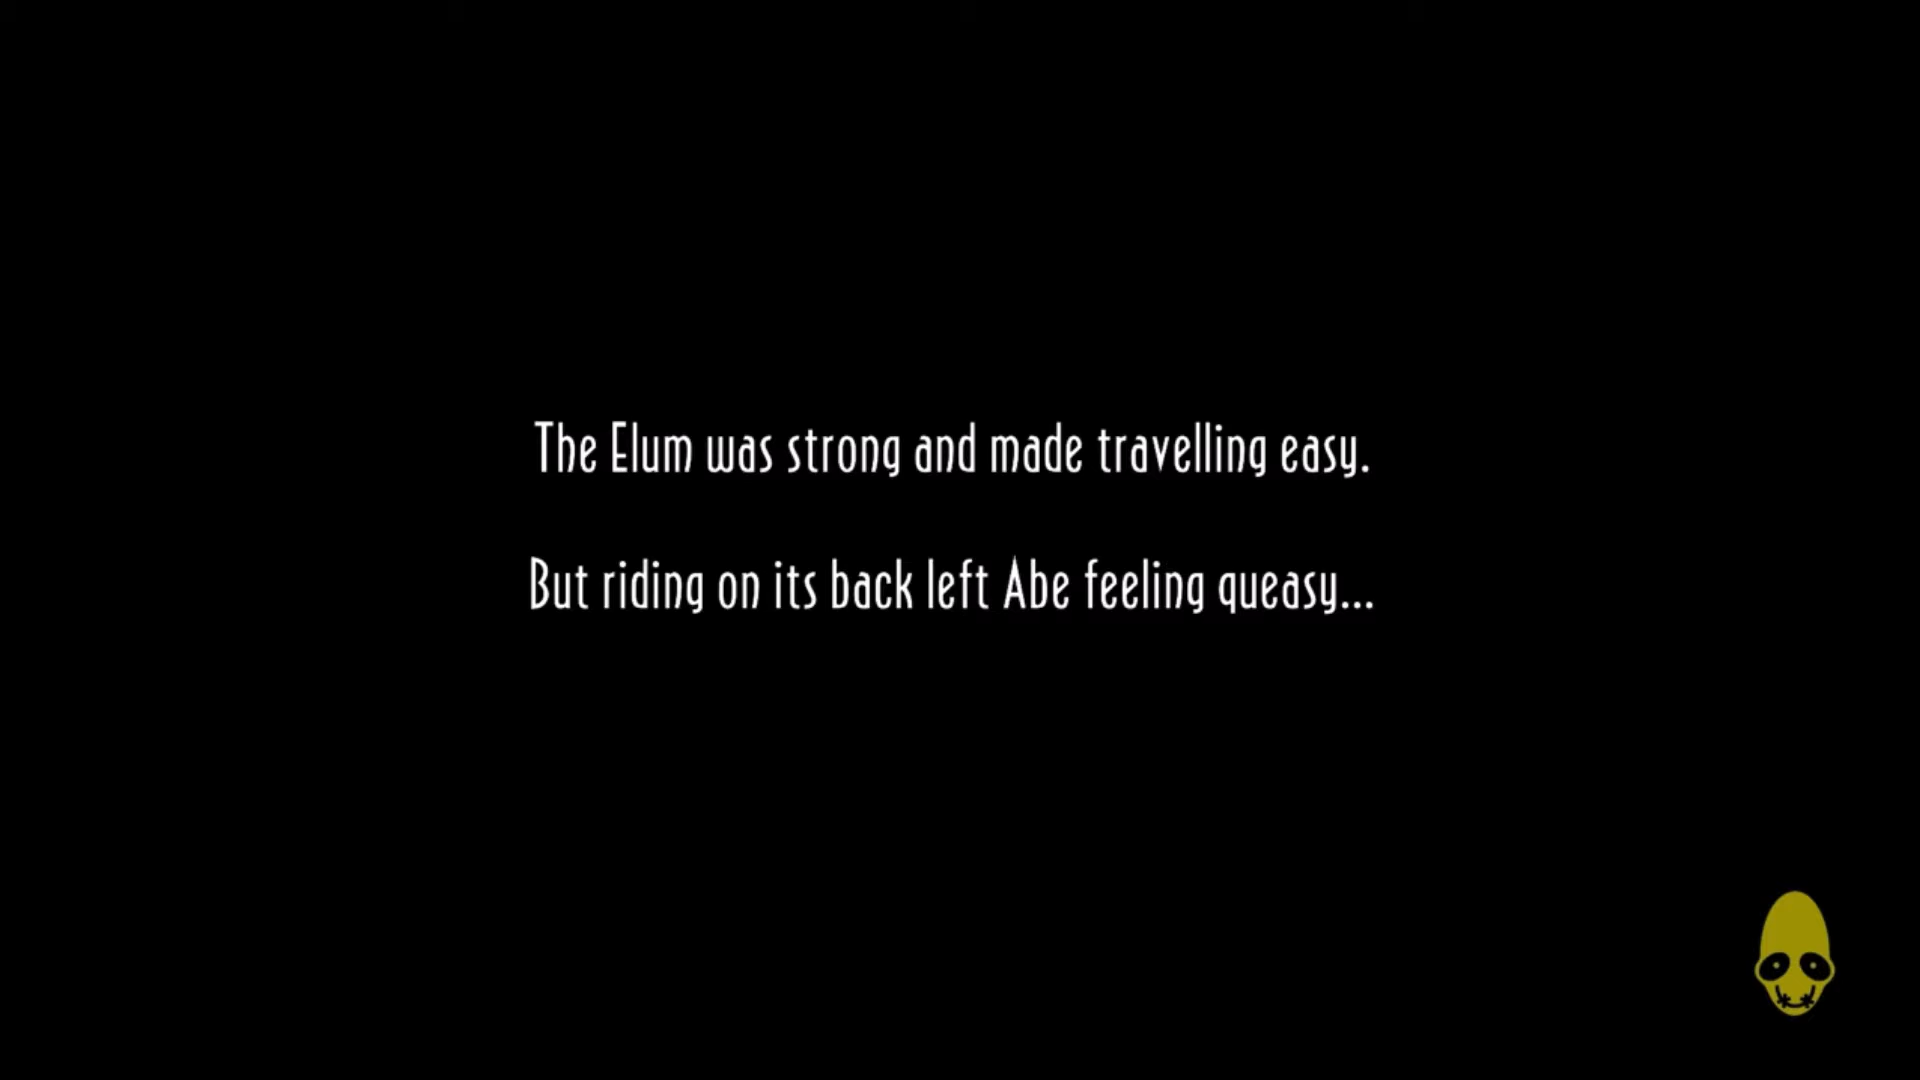 The Elum was strong and made travelling easy.
But riding on its back left Abe feeling queasy...